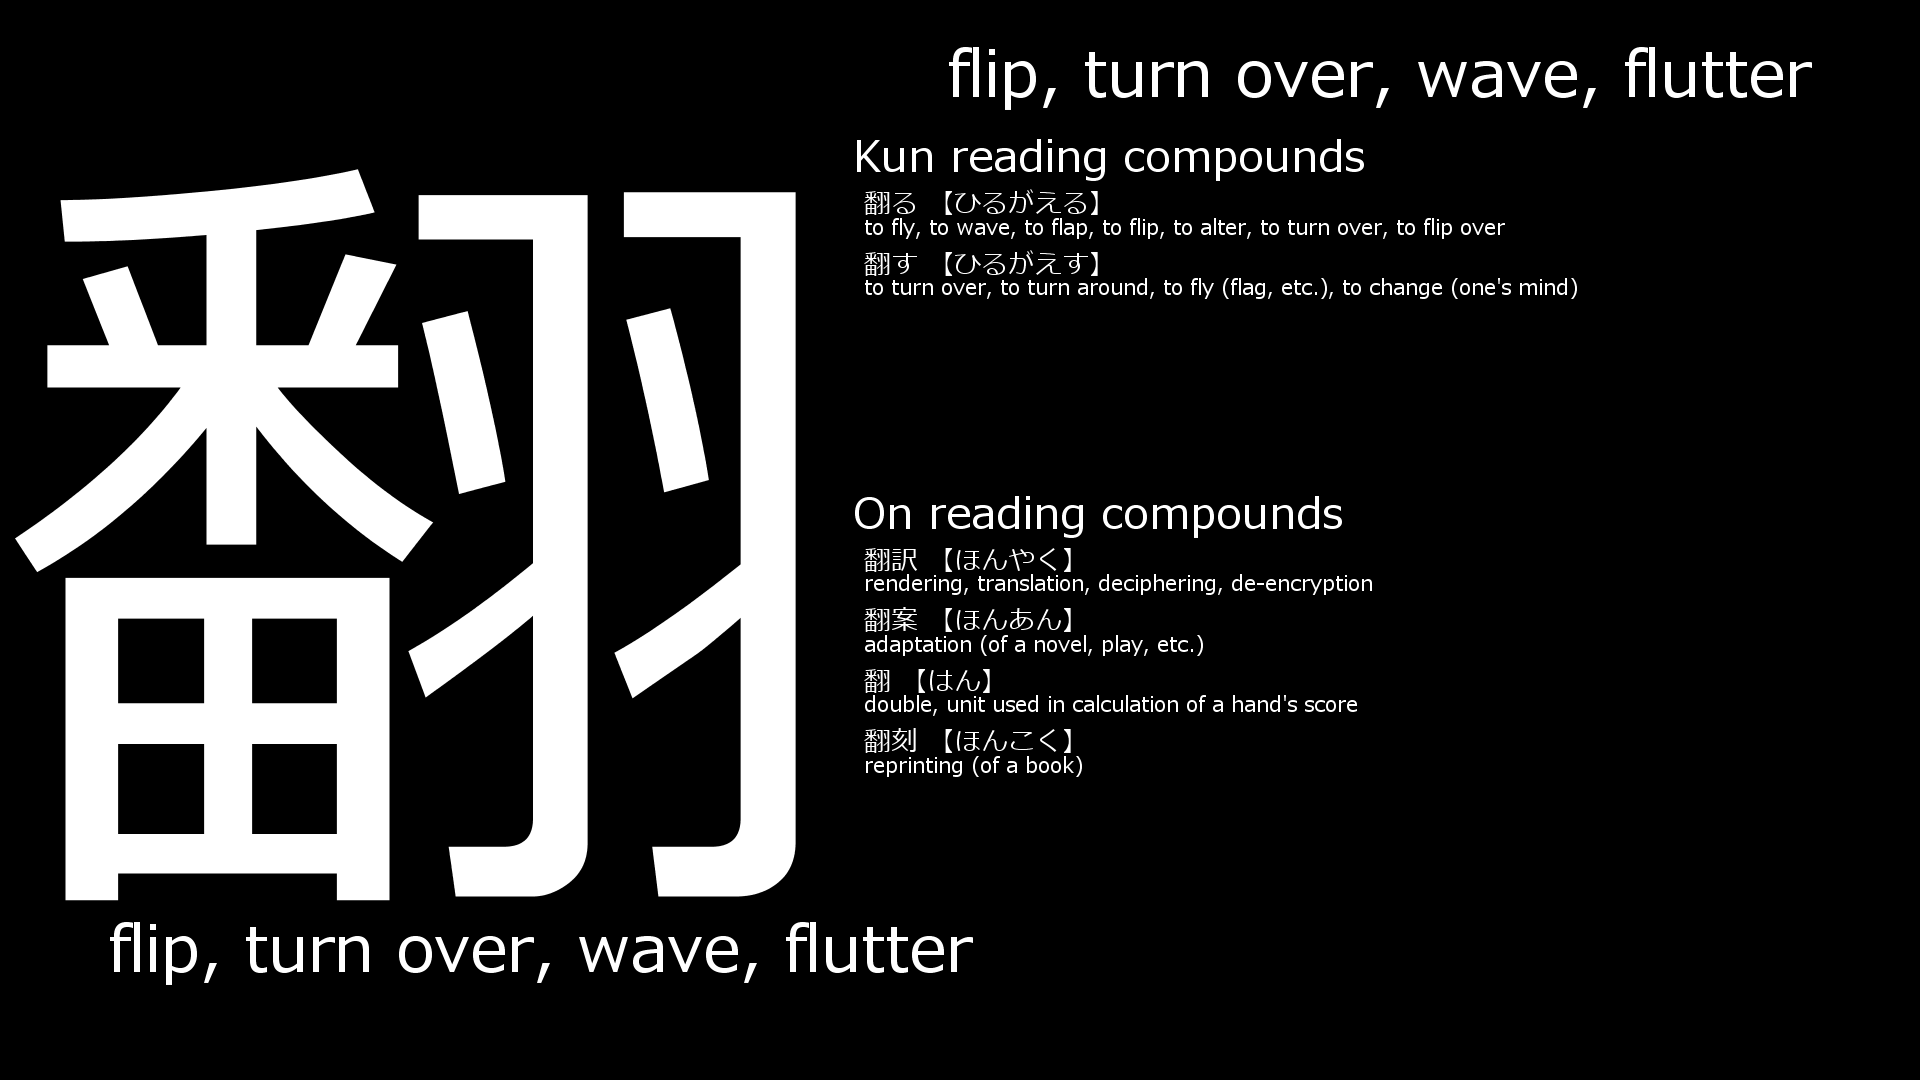 翻
flip, turn over, wave, flutter
flip, turn over, wave, flutter
Kun reading compounds
翻る 【ひるがえる】
to fly, to wave, to flap, to flip, to alter, to turn over, to flip over
翻す 【ひるがえす】
to turn over, to turn around, to fly (flag, etc.), to change (one's mind)
On reading compounds
翻訳 【ほんやく】
rendering, translation, deciphering, de-encryption
翻案 【ほんあん】
adaptation (of a novel, play, etc.)
翻 【はん】
double, unit used in calculation of a hand's score
翻刻 【ほんこく】
reprinting (of a book)